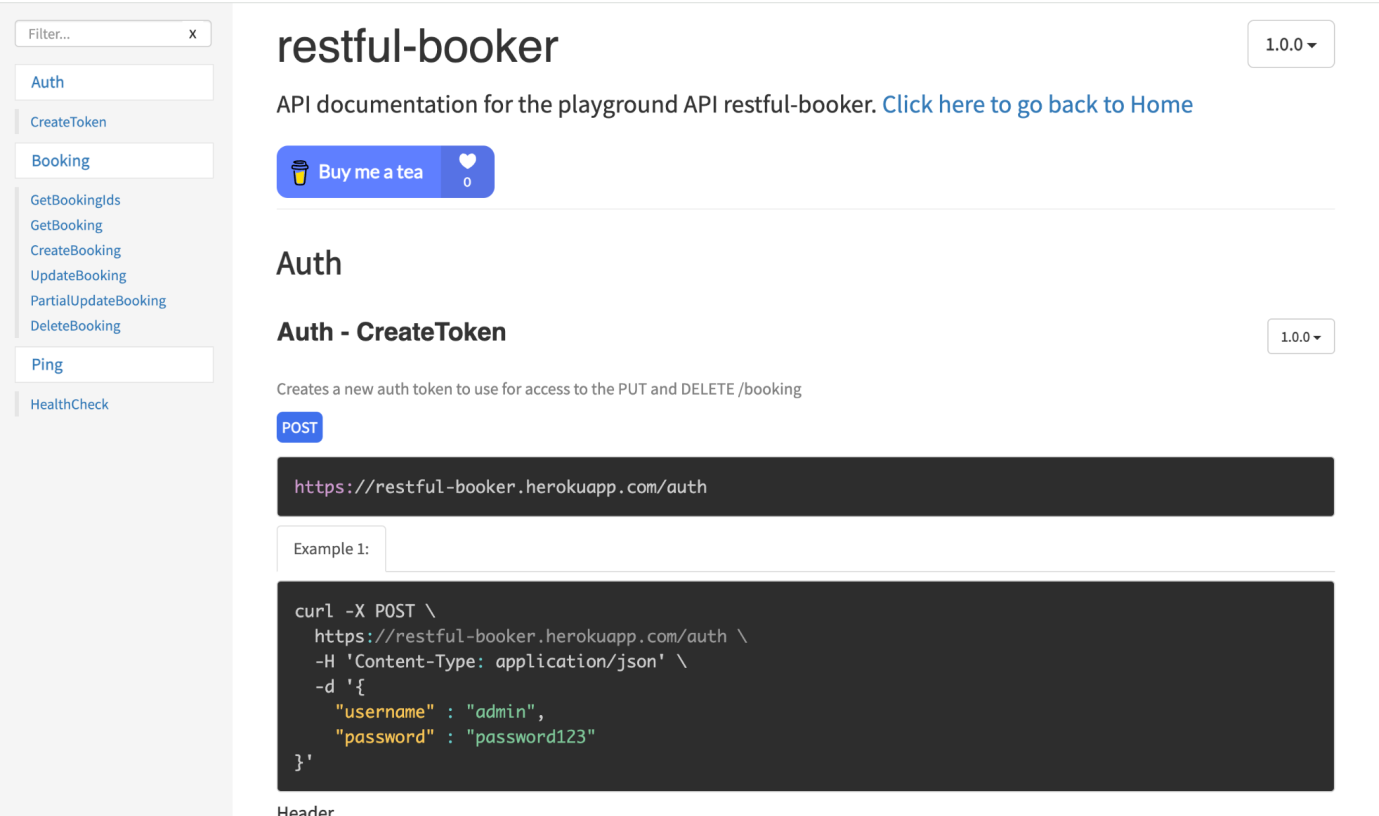 Filter... X
Auth
CreateToken
Booking
GetBookingIds
GetBooking
CreateBooking
UpdateBooking
PartialUpdateBooking
DeleteBooking
Ping
HealthCheck
restful-booker
1.0.0
API documentation for the playground API restful-booker. Click here to go back to Home
Buy me a tea
0
Auth
Auth - CreateToken
1.0.0
Creates a new auth token to use for access to the PUT and DELETE /booking
POST
https://restful-booker.herokuapp.com/auth
Example 1:
curl -X POST \
  https://restful-booker.herokuapp.com/auth \
  -H 'Content-Type: application/json' \
  -d '{
    "username" : "admin",
    "password" : "password123"
}'
Header